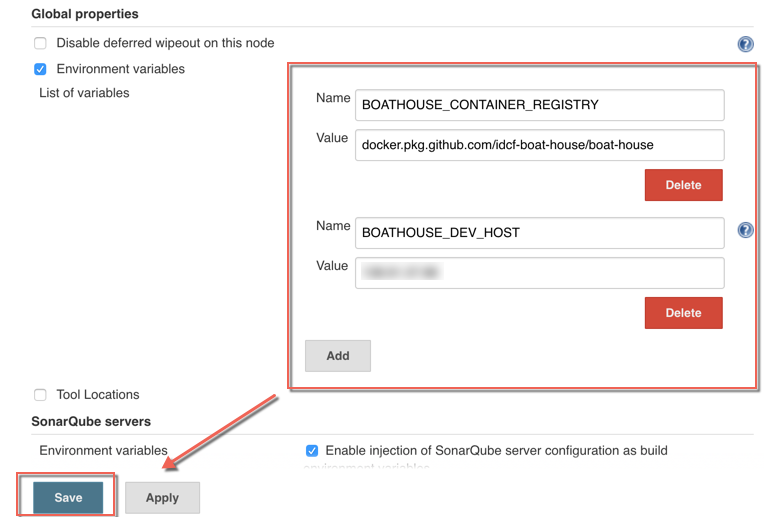 Global properties
Disable deferred wipeout on this node
Environment variables
List of variables
Name
BOATHOUSE_CONTAINER_REGISTRY
Value
docker.pkg.github.com/idcf-boat-house/boat-house
Delete
Name
BOATHOUSE_DEV_HOST
Value
Delete
Add
Tool Locations
SonarQube servers
Environment variables
Enable injection of SonarQube server configuration as build
environment variables
Save
Apply